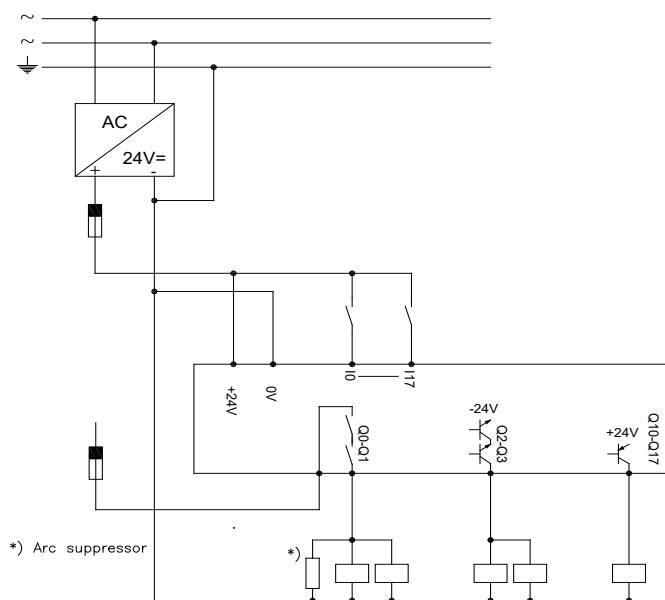 ~
~
AC
24V=
+
-
+24V
0V
I0
I17
Q0-Q1
-24V
Q2-Q3
+24V
Q10-Q17
*) Arc suppressor
*)